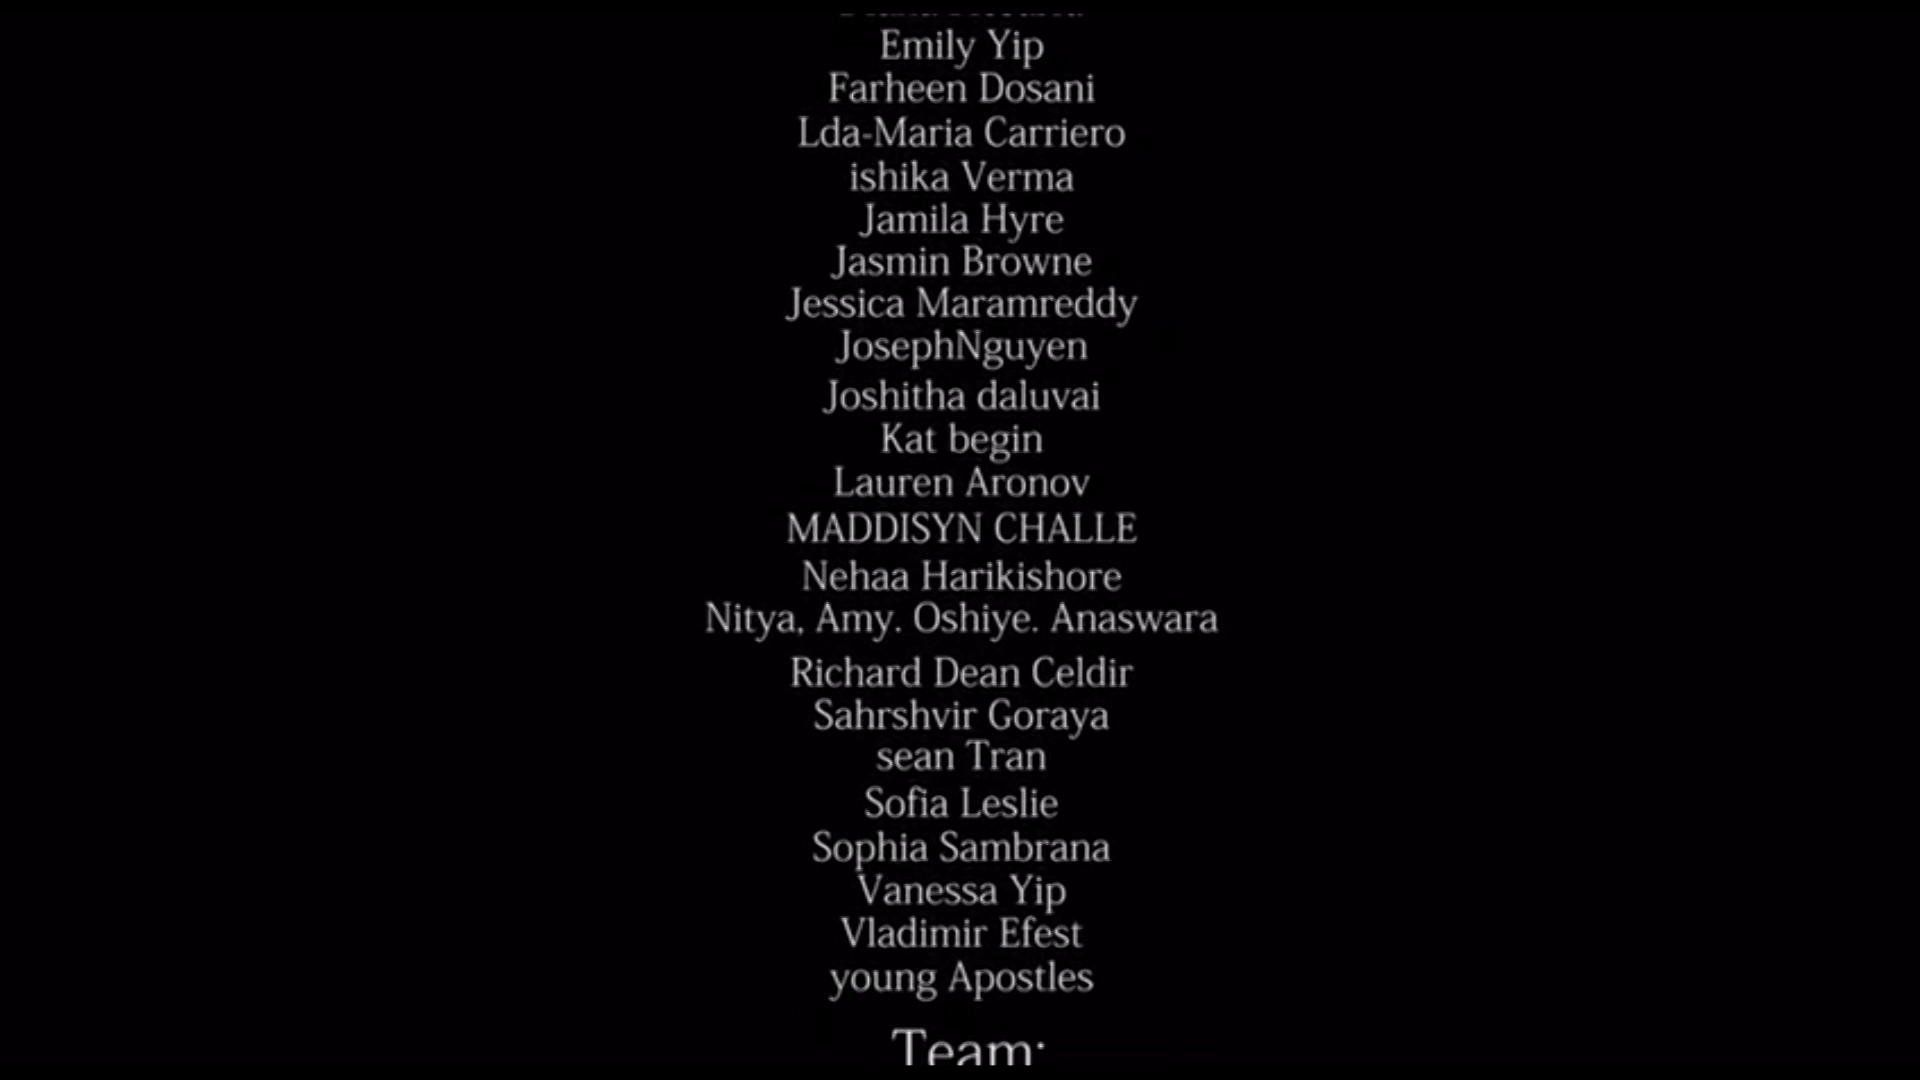 Emily Yip
Farheen Dosani
Lda-Maria Carriero
ishika Verma
Jamila Hyre
Jasmin Browne
Jessica Maramreddy
JosephNguyen
Joshitha daluvai
Kat begin
Lauren Aronov
MADDISYN CHALLE
Nehaa Harikishore
Nitya, Amy. Oshiye. Anaswara
Richard Dean Celdir
Sahrshvir Goraya
sean Tran
Sofia Leslie
Sophia Sambrana
Vanessa Yip
Vladimir Efest
young Apostles
Team: